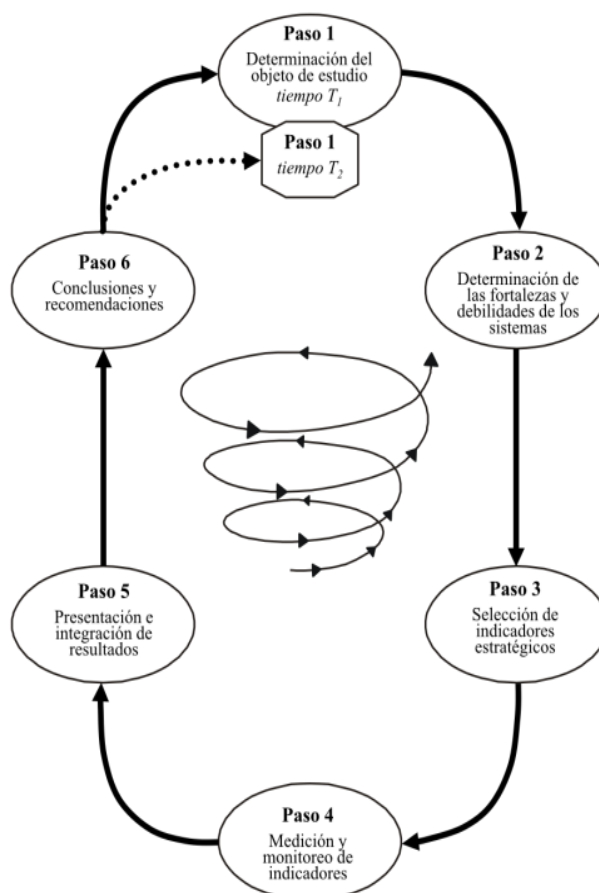 Paso 1
Determinación del
objeto de estudio
tiempo T1
Paso 1
tiempo T2
Paso 2
Determinación de
las fortalezas y
debilidades de los
sistemas
Paso 3
Selección de
indicadores
estratégicos
Paso 4
Medición y
monitoreo de
indicadores
Paso 5
Presentación e
integración de
resultados
Paso 6
Conclusiones y
recomendaciones